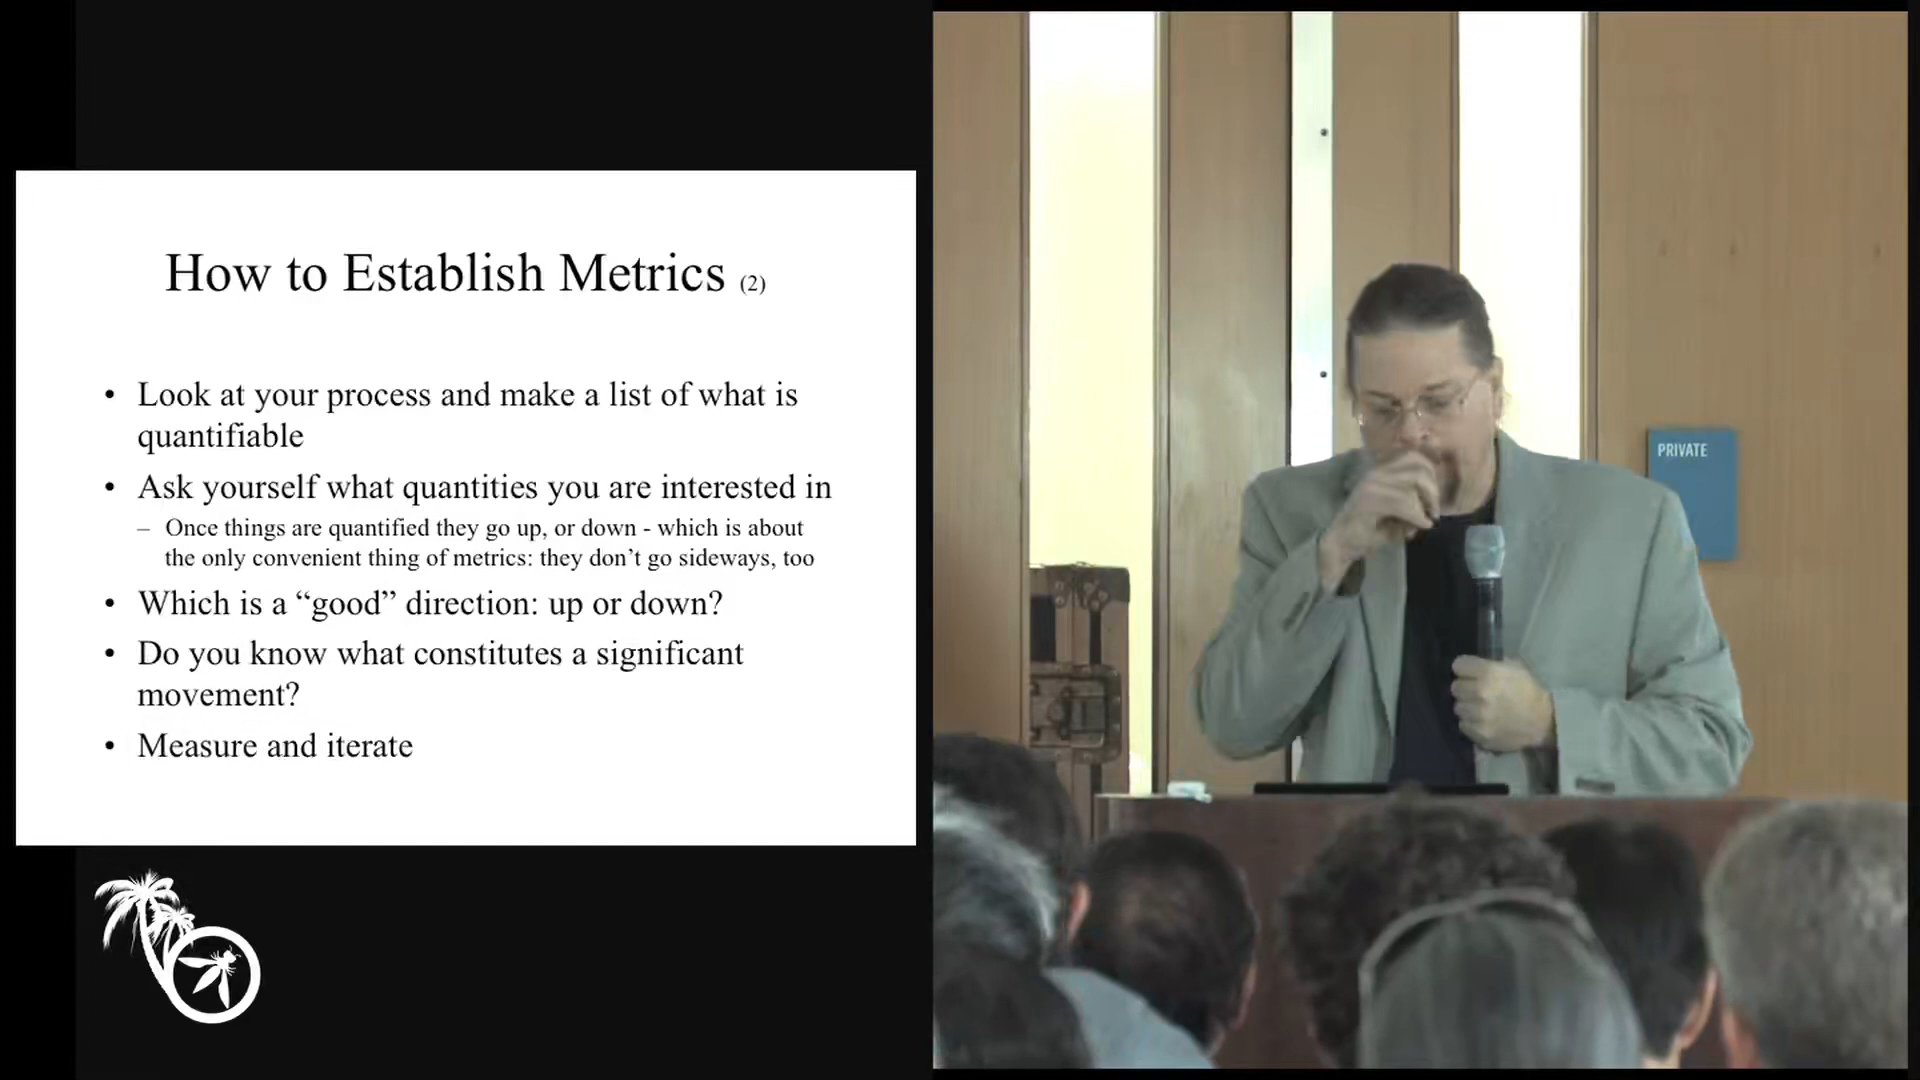 How to Establish Metrics (2)
• Look at your process and make a list of what is
quantifiable
• Ask yourself what quantities you are interested in
– Once things are quantified they go up, or down - which is about
the only convenient thing of metrics: they don’t go sideways, too
• Which is a “good” direction: up or down?
• Do you know what constitutes a significant
movement?
• Measure and iterate
PRIVATE